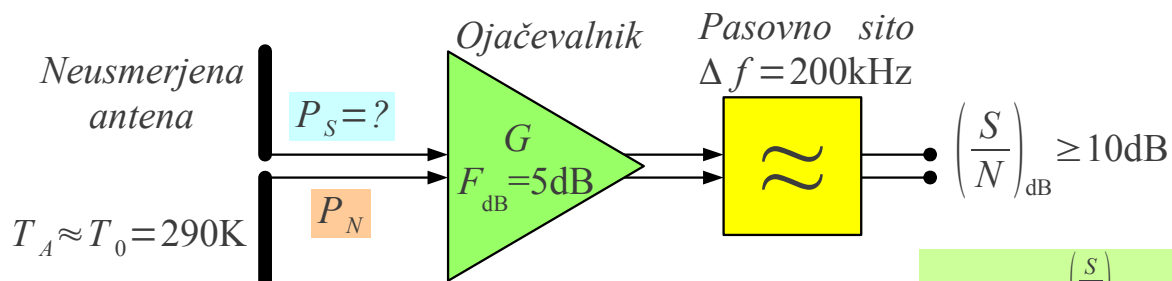 Neusmerjena
antena
P_S=?
P_N
T_A≈T_0=290K
Ojačevalnik
G
F_dB=5dB
Pasovno sito
Δf=200kHz
≈
(S/N)_dB ≥10dB
(S